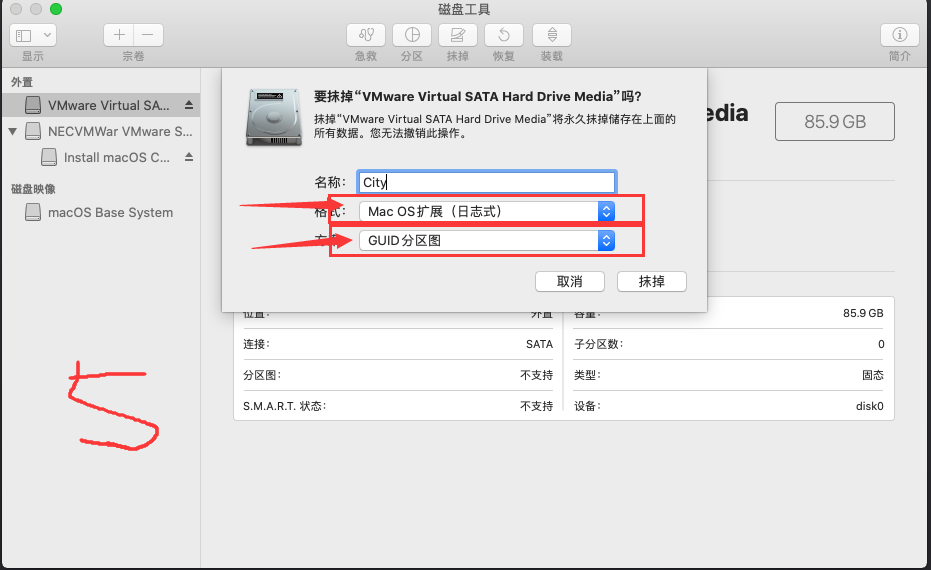 磁盘工具
显示
宗卷
急救
分区
抹掉
恢复
装载
简介
外置
VMware Virtual SA...
NECVMWar VMware S...
Install macOS C...
磁盘映像
macOS Base System
要抹掉“VMware Virtual SATA Hard Drive Media”吗?
抹掉“VMware Virtual SATA Hard Drive Media”将永久抹掉储存在上面的
所有数据。您无法撤销此操作。
名称: City
格式: Mac OS扩展（日志式）
GUID分区图
取消
抹掉
edia
85.9 GB
位置: 外置
容量: 85.9 GB
连接: SATA
子分区数: 0
分区图: 不支持
类型: 固态
S.M.A.R.T. 状态: 不支持
设备: disk0
5